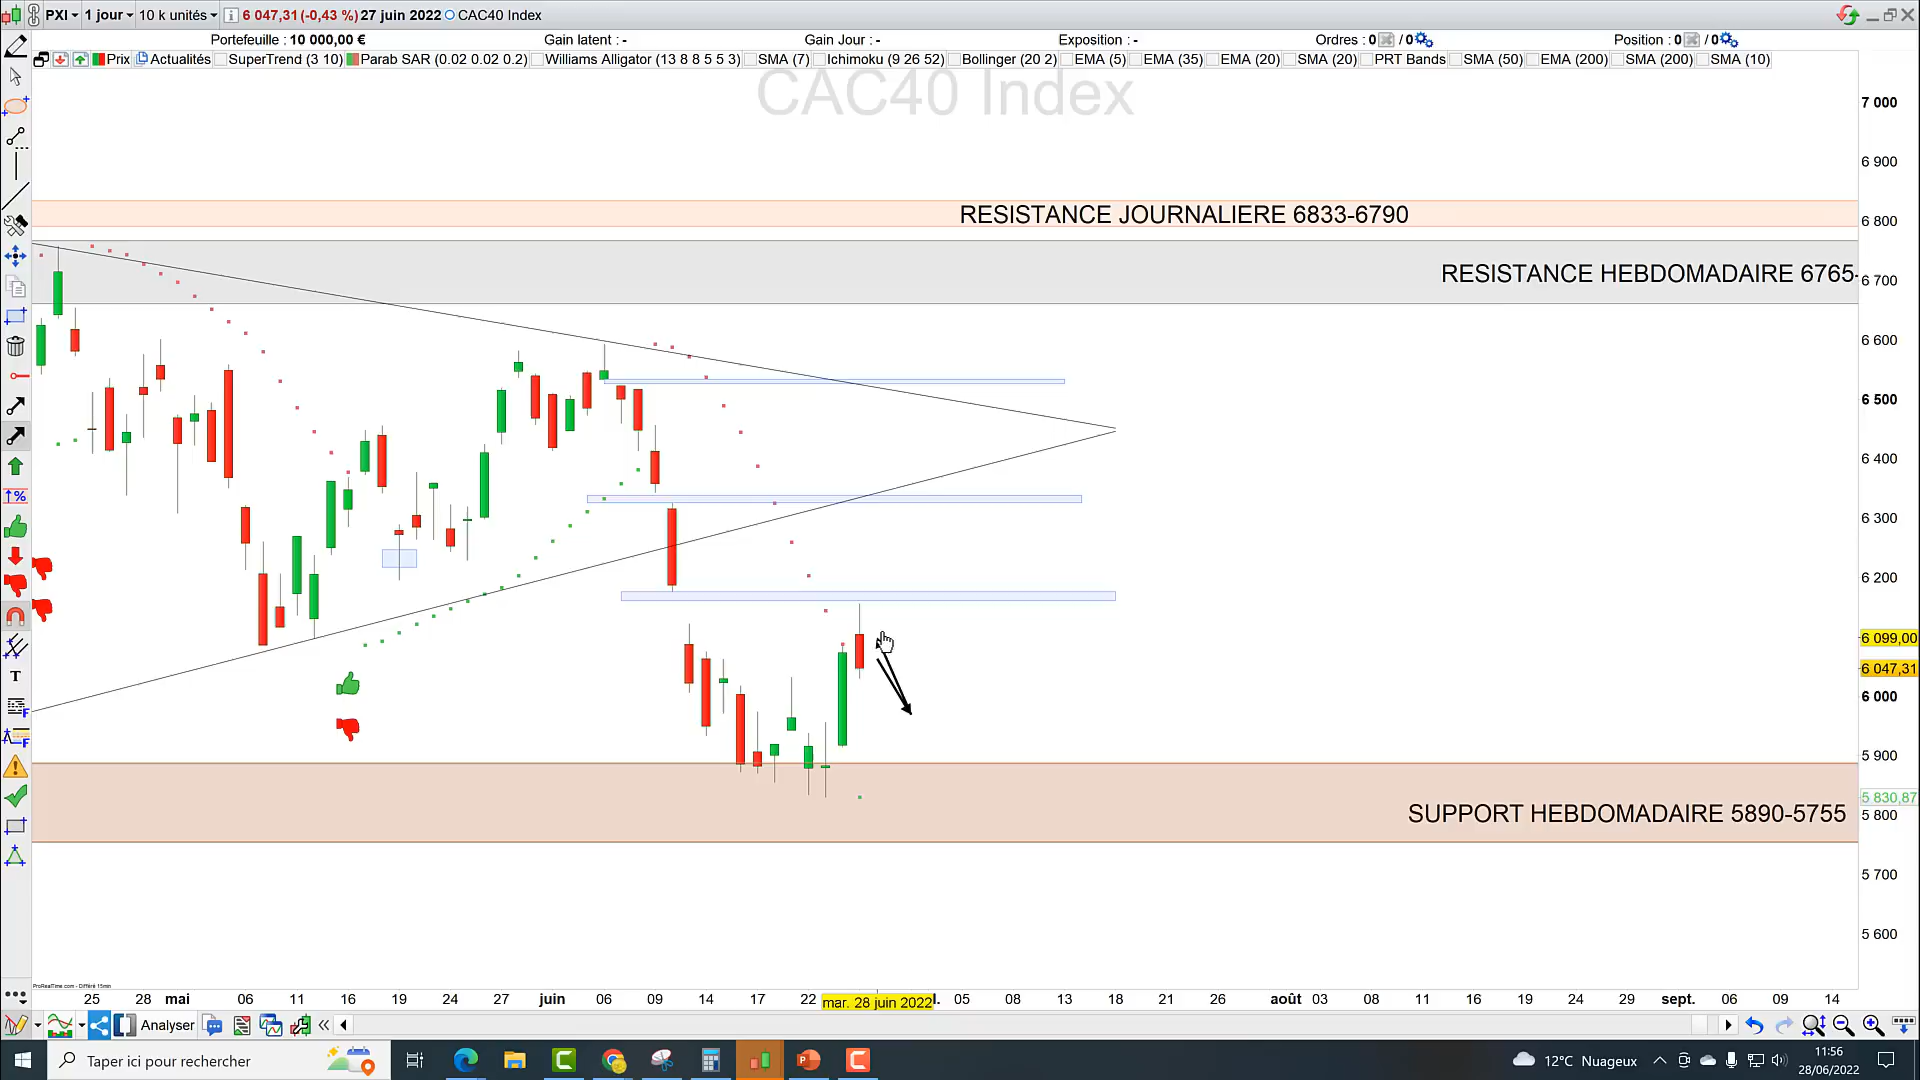 PXI 1 jour 10 k unités 6 047,31 (-0,43 %) 27 juin 2022 CAC40 Index
Portefeuille : 10 000,00 € Gain latent : - Gain Jour : - Exposition : - Ordres : 0 / 0 Position : 0 / 0
Prix Actualités SuperTrend (3 10) Parab SAR (0.02 0.02 0.2) Williams Alligator (13 8 8 5 5 3) SMA (7) Ichimoku (9 26 52) Bollinger (20 2) EMA (5) EMA (35) EMA (20) SMA (20) PRT Bands SMA (50) EMA (200) SMA (200) SMA (10)
CAC40 Index
7 000
6 900
RESISTANCE JOURNALIERE 6833-6790
6 800
RESISTANCE HEBDOMADAIRE 6765-
6 700
6 600
6 500
6 400
6 300
6 200
6 099,00
6 047,31
6 000
5 900
5 830,87
SUPPORT HEBDOMADAIRE 5890-5755
5 800
5 700
5 600
ProRealTime.com - Différé 15min
25 28 mai 06 11 16 19 24 27 juin 06 09 14 17 22 mar. 28 juin 2022 l. 05 08 13 18 21 26 août 03 08 11 16 19 24 29 sept. 06 09 14
Analyser
Taper ici pour rechercher
12°C Nuageux
11:56
28/06/2022